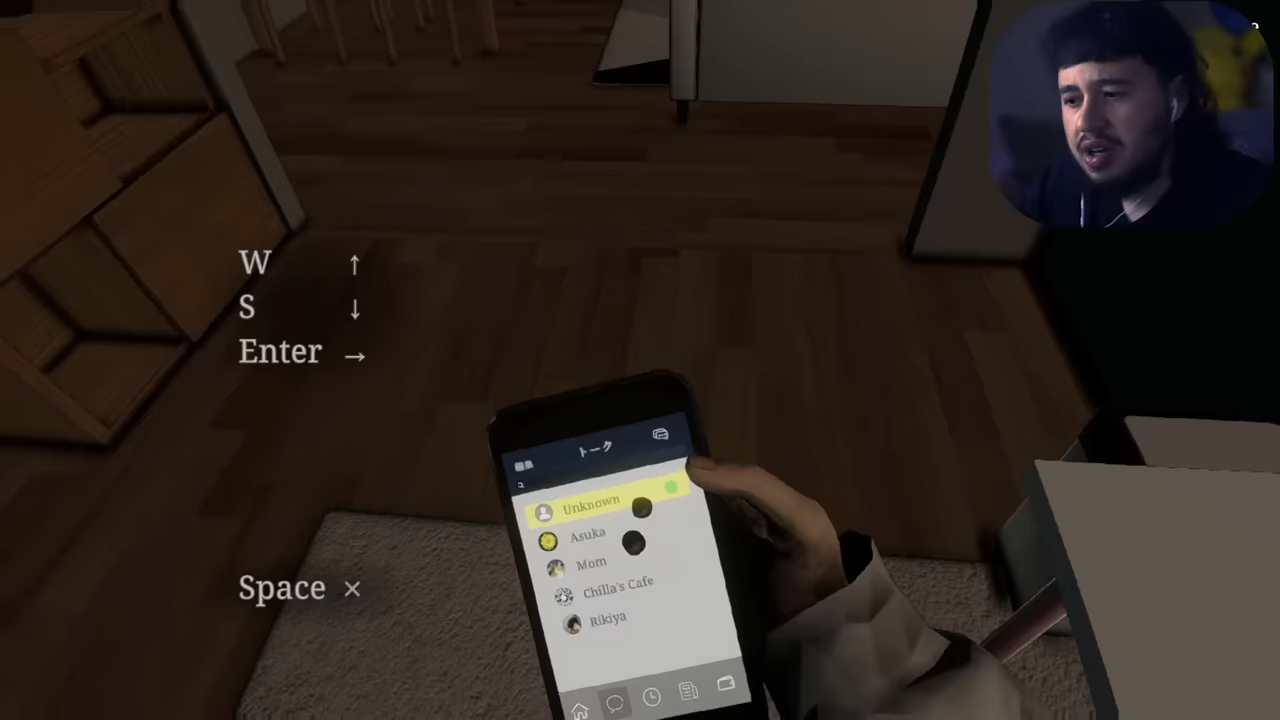 W ↑
S ↓
Enter →
Space ×
トーク
Unknown
Asuka
Mom
Chilla's Cafe
Rikiya